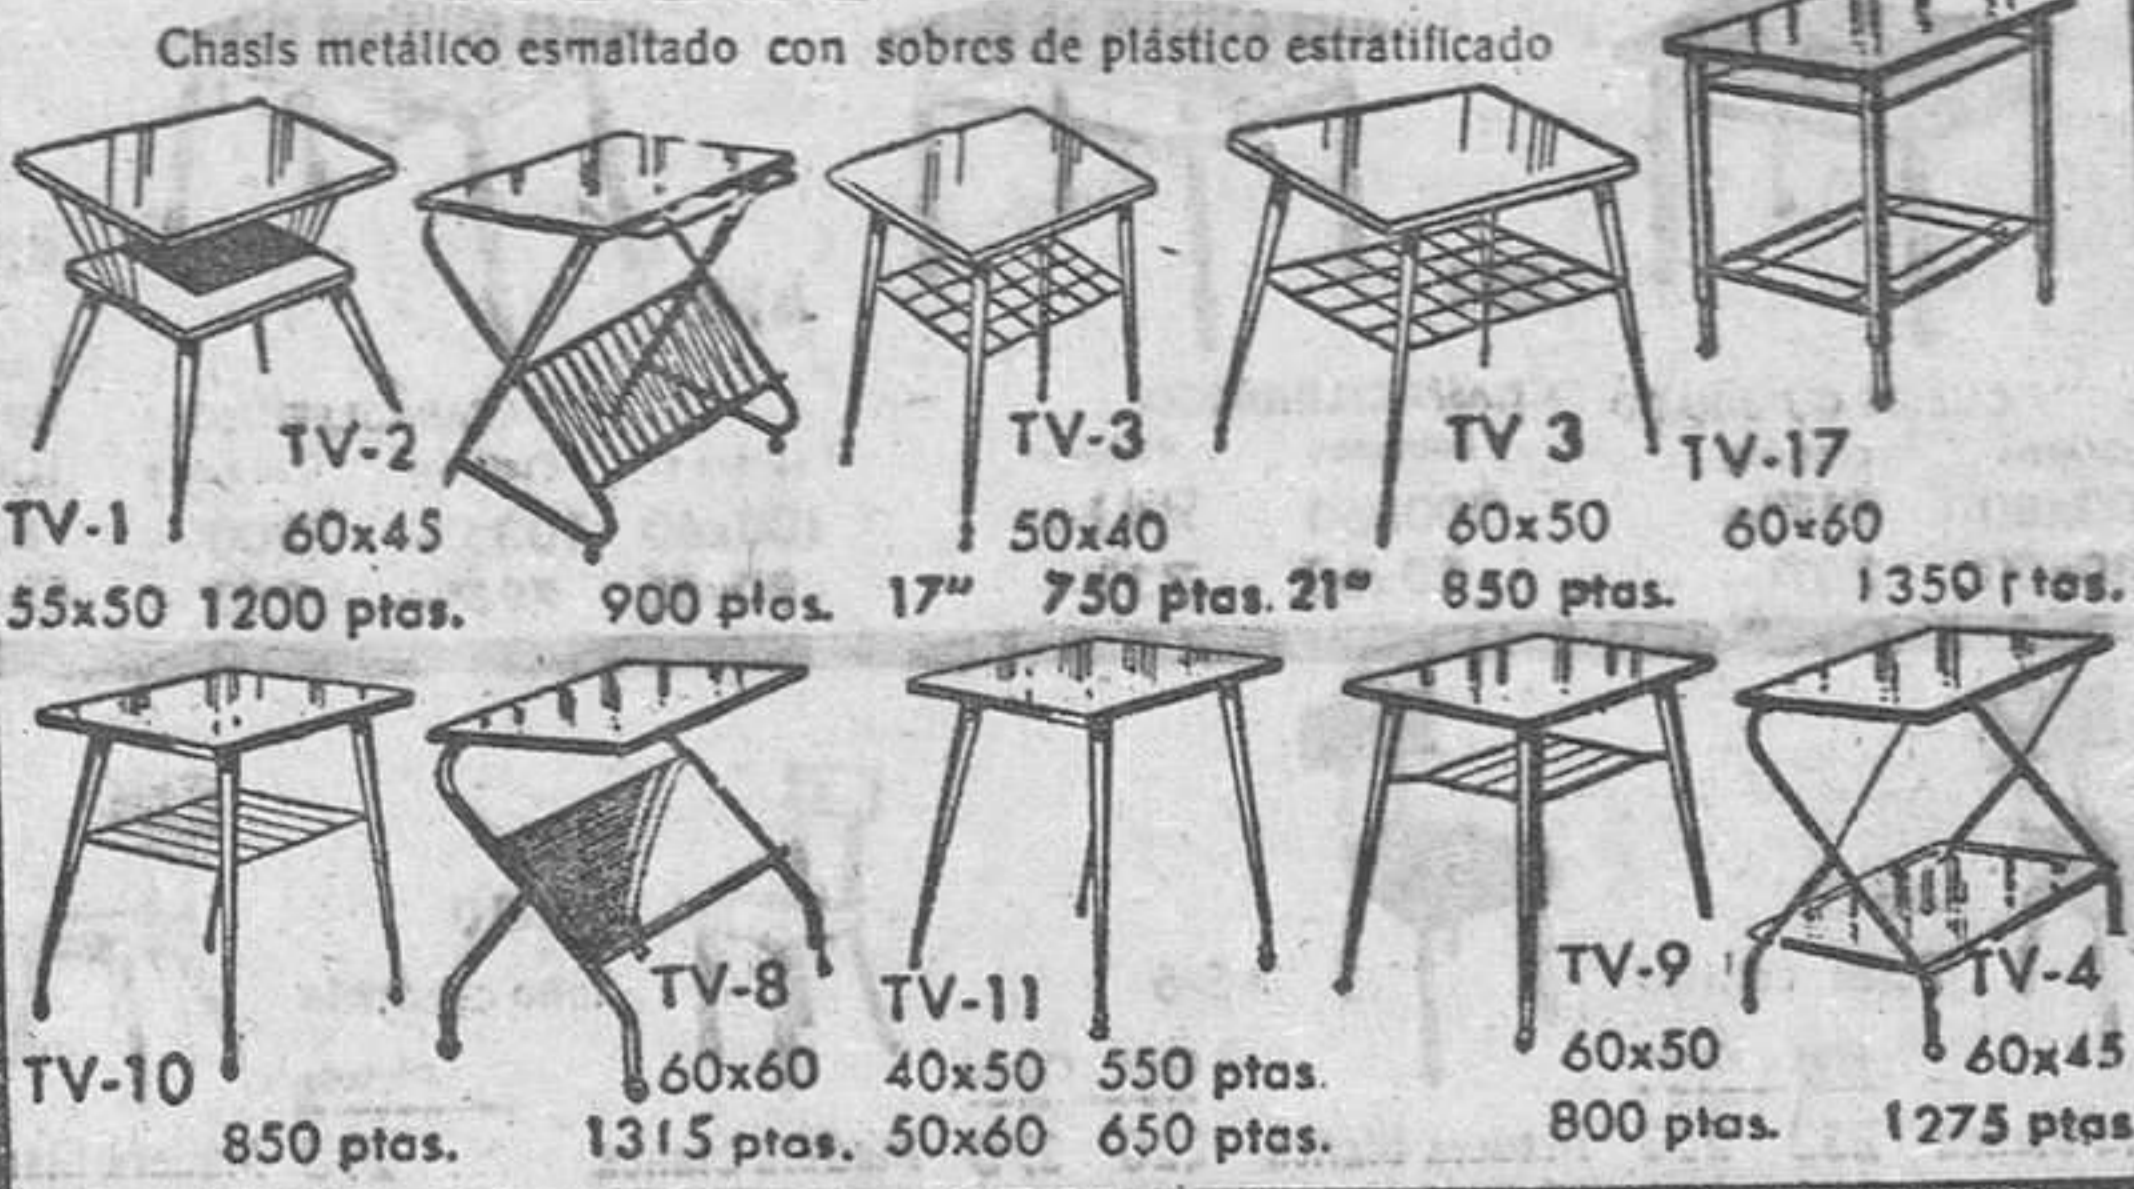 Chasis metálico esmaltado con sobres de plástico estratificado
TV-1
55x50 1200 ptas.
TV-2
60x45
900 ptas.
TV-3
50x40
17" 750 ptas.
TV 3
60x50
21" 850 ptas.
TV-17
60x60
1350 ptas.
TV-10
850 ptas.
TV-8
60x60
1315 ptas.
TV-11
40x50 550 ptas.
50x60 650 ptas.
TV-9
60x50
800 ptas.
TV-4
60x45
1275 ptas